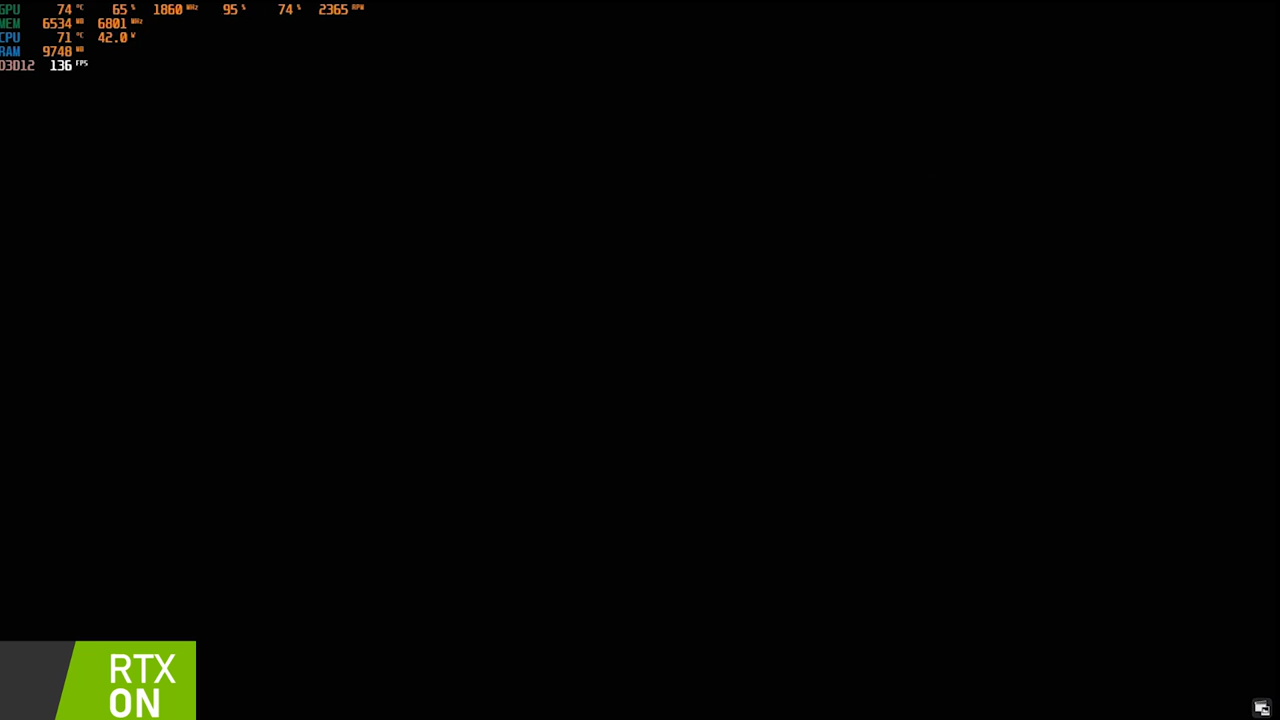 GPU 74 °C 65 % 1860 MHz 95 % 74 % 2365 RPM
MEM 6534 MB 6801 MHz
CPU 71 °C 42.0 W
RAM 9748 MB
D3D12 136 FPS
RTX
ON